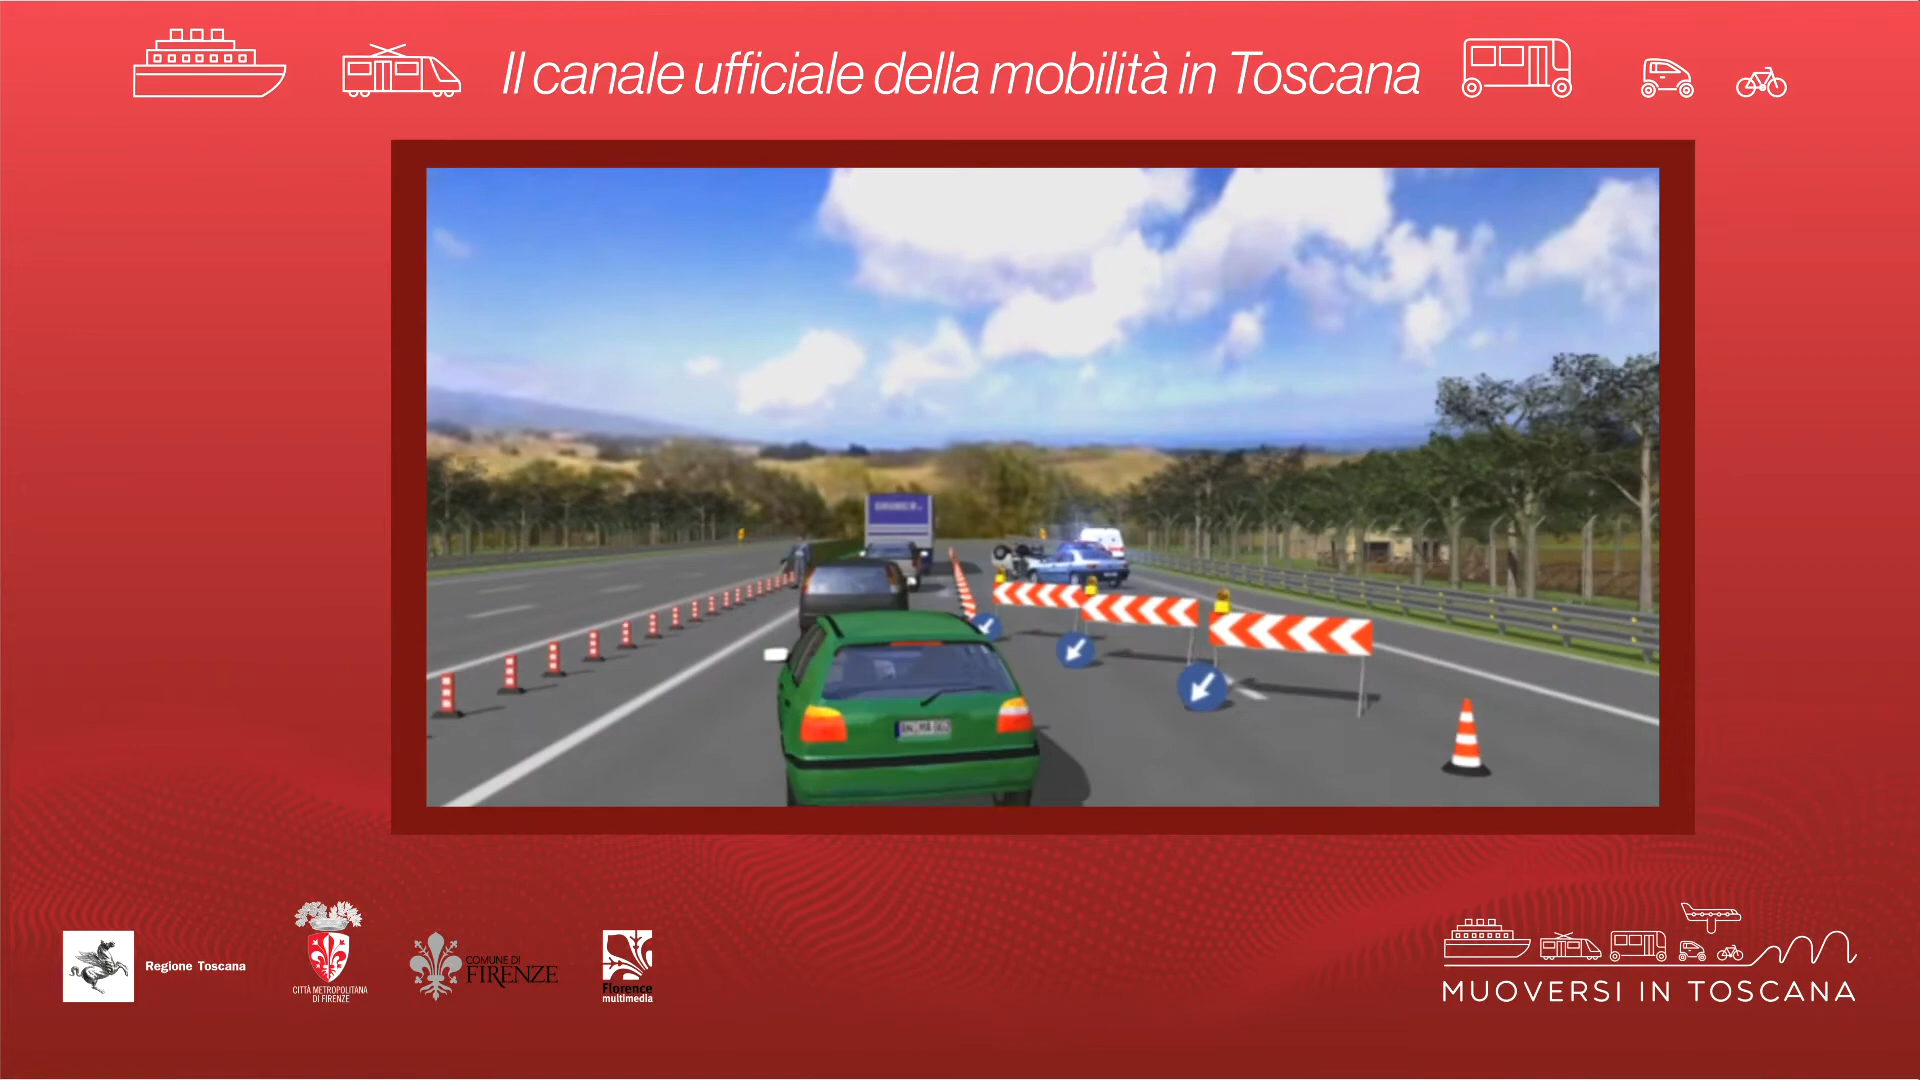 Il canale ufficiale della mobilità in Toscana
Regione Toscana
CITTÀ METROPOLITANA
DI FIRENZE
COMUNE DI
FIRENZE
Florence
multimedia
MUOVERSI IN TOSCANA